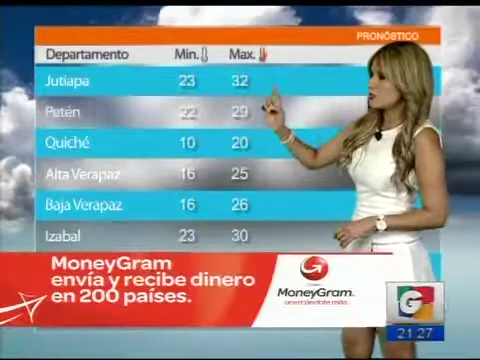 PRONÓSTICO
Departamento Min. Max.
Jutiapa 23 32
Petén 22 29
Quiché 10 20
Alta Verapaz 16 25
Baja Verapaz 16 26
Izabal 23 30
MoneyGram
envía y recibe dinero
en 200 países.
MoneyGram
G
21:27